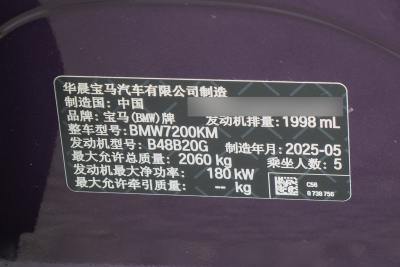 华晨宝马汽车有限公司制造
制造国: 中国
品牌: 宝马(BMW)牌 发动机排量: 1998 mL
整车型号: BMW7200KM
发动机型号: B48B20G 制造年月: 2025-05
最大允许总质量: 2060 kg 乘坐人数: 5
发动机最大净功率: 180 kW
最大允许牵引质量: -- kg
CS6
8 738 756